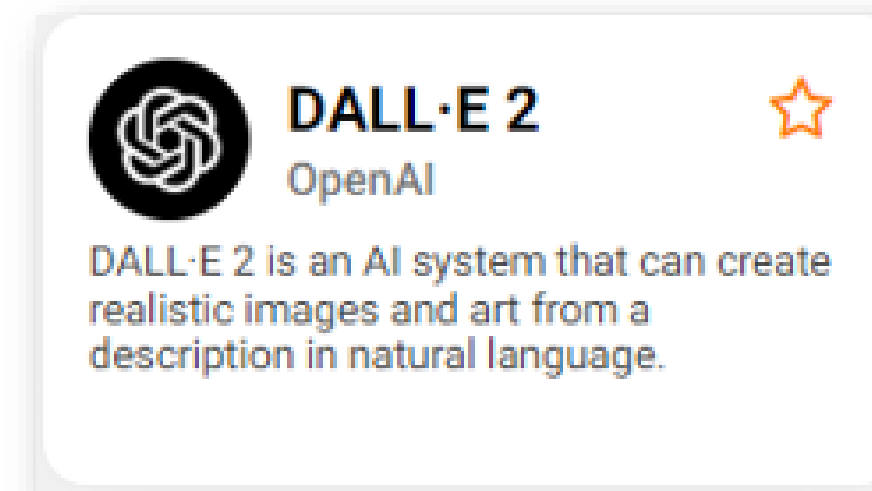 DALL·E 2
OpenAI
DALL·E 2 is an AI system that can create
realistic images and art from a
description in natural language.